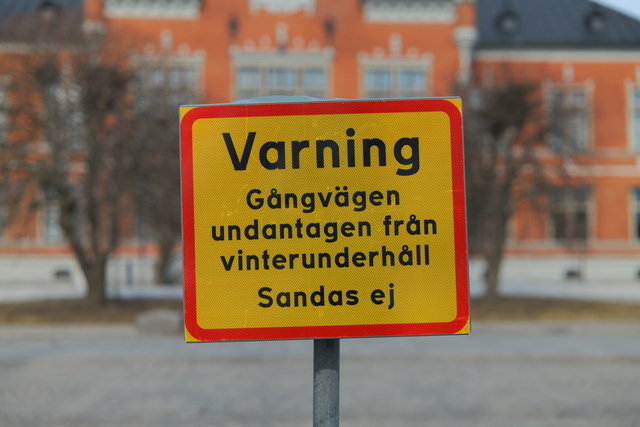 Varning
Gångvägen
undantagen från
vinterunderhåll
Sandas ej